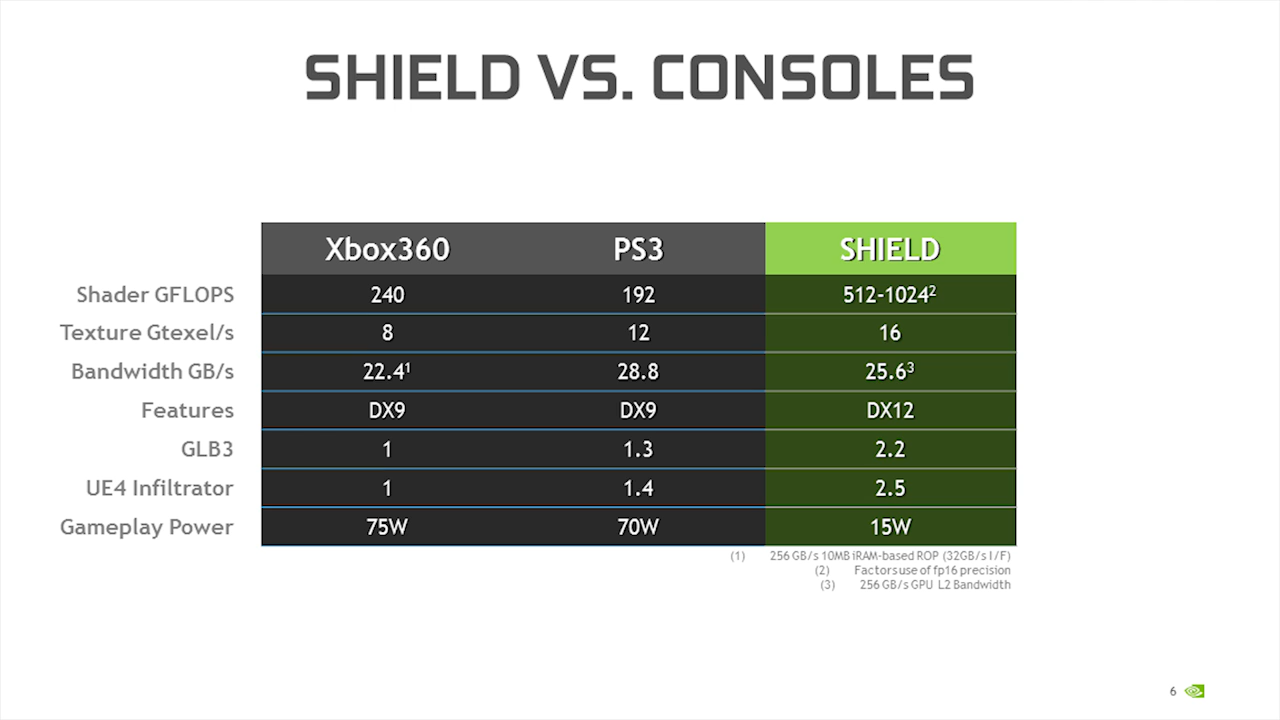 SHIELD VS. CONSOLES
Xbox360 PS3 SHIELD
Shader GFLOPS 240 192 512-1024²
Texture Gtexel/s 8 12 16
Bandwidth GB/s 22.4¹ 28.8 25.6³
Features DX9 DX9 DX12
GLB3 1 1.3 2.2
UE4 Infiltrator 1 1.4 2.5
Gameplay Power 75W 70W 15W
(1) 256 GB/s 10MB iRAM-based ROP (32GB/s I/F)
(2) Factors use of fp16 precision
(3) 256 GB/s GPU L2 Bandwidth
6